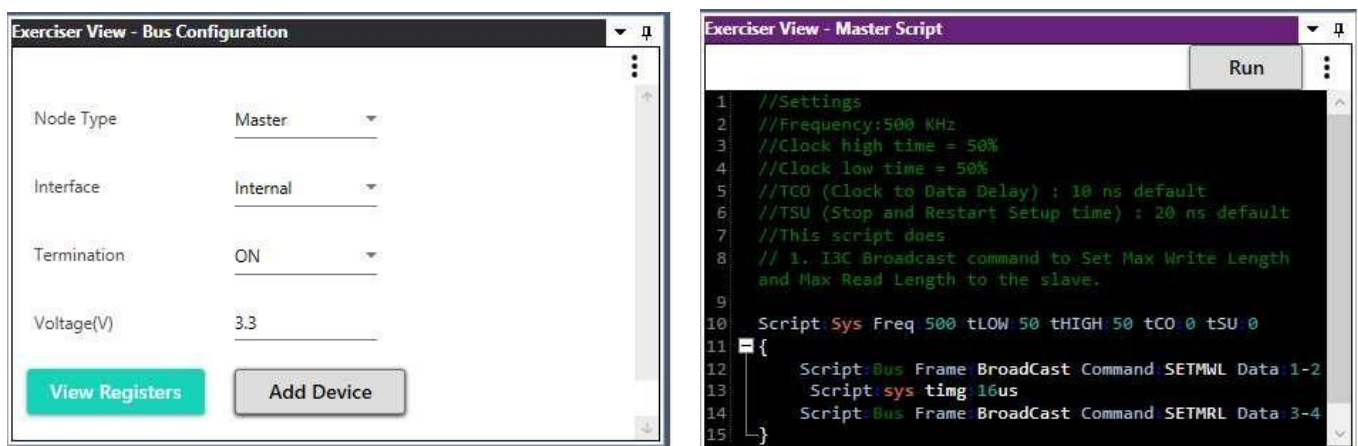 Exerciser View - Bus Configuration
Node Type Master
Interface Internal
Termination ON
Voltage(V) 3.3
View Registers Add Device
Exerciser View - Master Script
Run
1 //Settings
2 //Frequency:500 KHz
3 //Clock high time = 50%
4 //Clock low time = 50%
5 //TCO (Clock to Data Delay) : 10 ns default
6 //TSU (Stop and Restart Setup time) : 20 ns default
7 //This script does
8 // 1. I3C Broadcast command to Set Max Write Length
and Max Read Length to the slave.
9
10 Script:Sys Freq:500 tLOW:50 tHIGH:50 tCO:0 tSU:0
11 {
12 Script:Bus Frame:BroadCast Command:SETMWL Data:1-2
13 Script:sys timg:16us
14 Script:Bus Frame:BroadCast Command:SETMRL Data:3-4
15 }